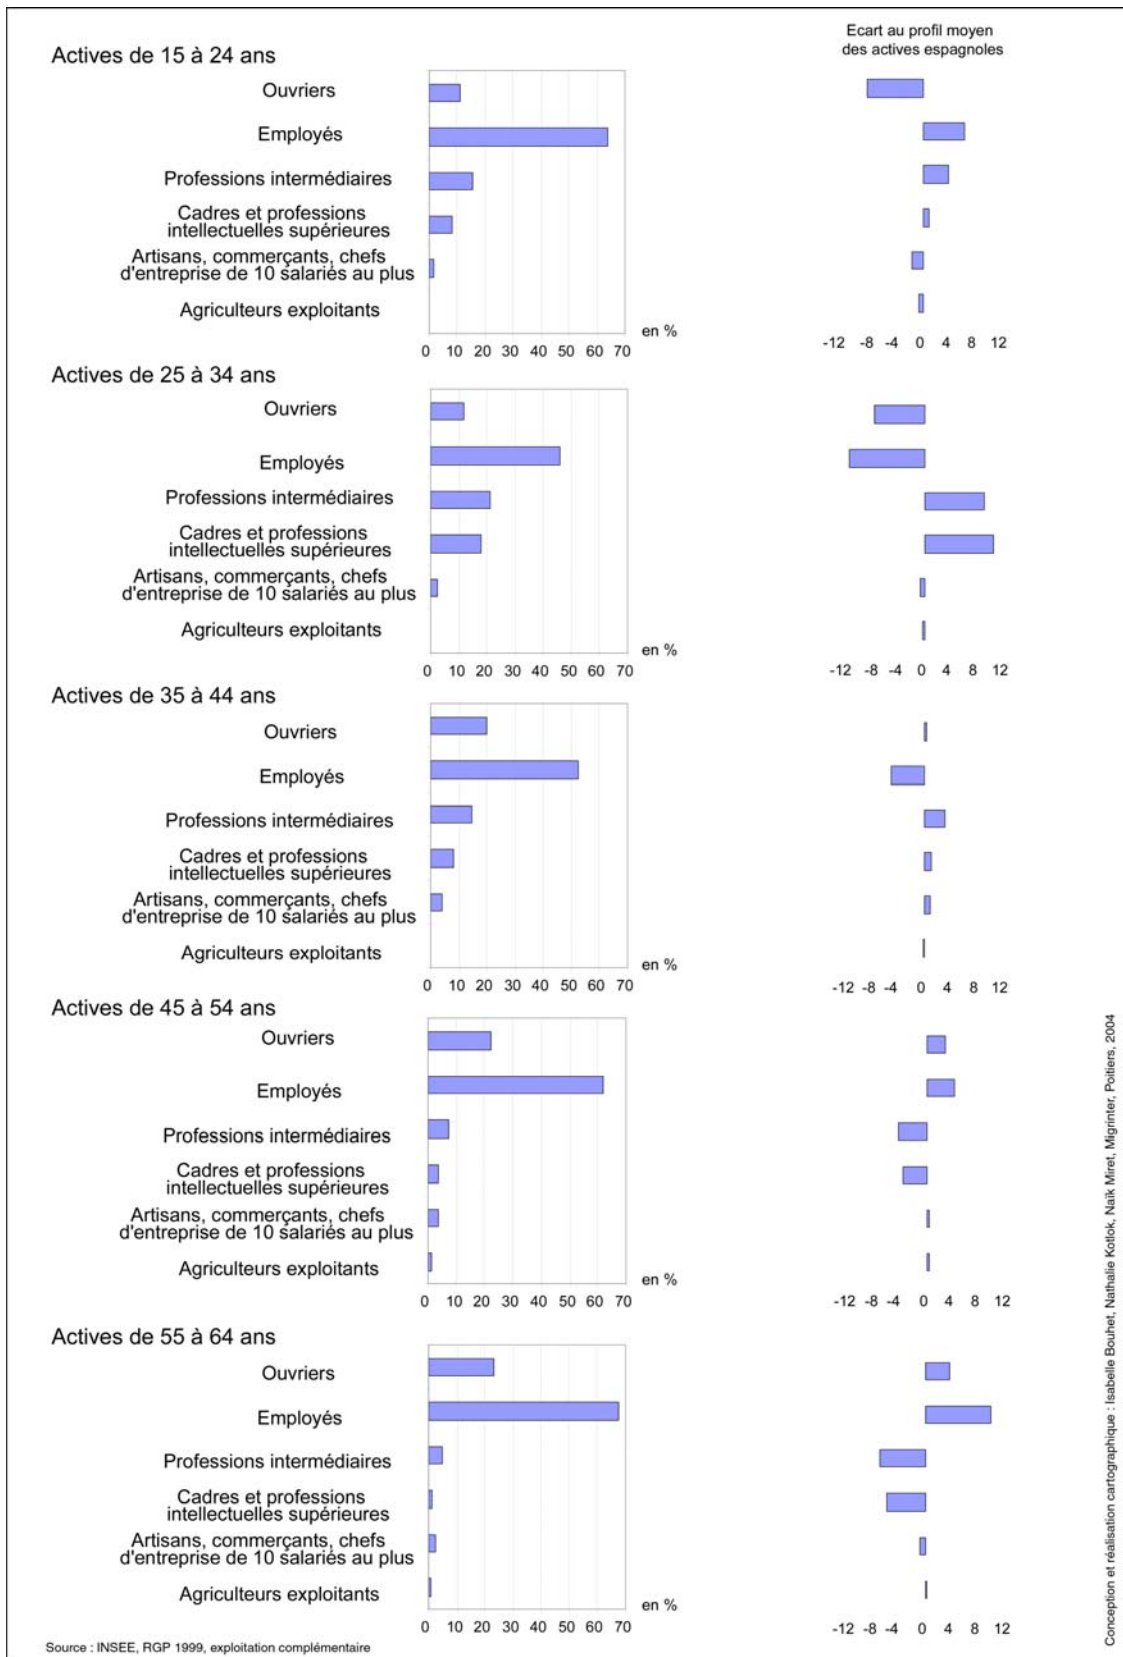 Ecart au profil moyen
des actives espagnoles
Actives de 15 à 24 ans
Ouvriers
Employés
Professions intermédiaires
Cadres et professions
intellectuelles supérieures
Artisans, commerçants, chefs
d'entreprise de 10 salariés au plus
Agriculteurs exploitants
en %
0 10 20 30 40 50 60 70
-12 -8 -4 0 4 8 12
Actives de 25 à 34 ans
Ouvriers
Employés
Professions intermédiaires
Cadres et professions
intellectuelles supérieures
Artisans, commerçants, chefs
d'entreprise de 10 salariés au plus
Agriculteurs exploitants
en %
0 10 20 30 40 50 60 70
-12 -8 -4 0 4 8 12
Actives de 35 à 44 ans
Ouvriers
Employés
Professions intermédiaires
Cadres et professions
intellectuelles supérieures
Artisans, commerçants, chefs
d'entreprise de 10 salariés au plus
Agriculteurs exploitants
en %
0 10 20 30 40 50 60 70
-12 -8 -4 0 4 8 12
Actives de 45 à 54 ans
Ouvriers
Employés
Professions intermédiaires
Cadres et professions
intellectuelles supérieures
Artisans, commerçants, chefs
d'entreprise de 10 salariés au plus
Agriculteurs exploitants
en %
0 10 20 30 40 50 60 70
-12 -8 -4 0 4 8 12
Actives de 55 à 64 ans
Ouvriers
Employés
Professions intermédiaires
Cadres et professions
intellectuelles supérieures
Artisans, commerçants, chefs
d'entreprise de 10 salariés au plus
Agriculteurs exploitants
en %
0 10 20 30 40 50 60 70
-12 -8 -4 0 4 8 12
Source : INSEE, RGP 1999, exploitation complémentaire
Conception et réalisation cartographique : Isabelle Bouhet, Nathalie Kotlok, Naïk Miret, Migrinter, Poitiers, 2004